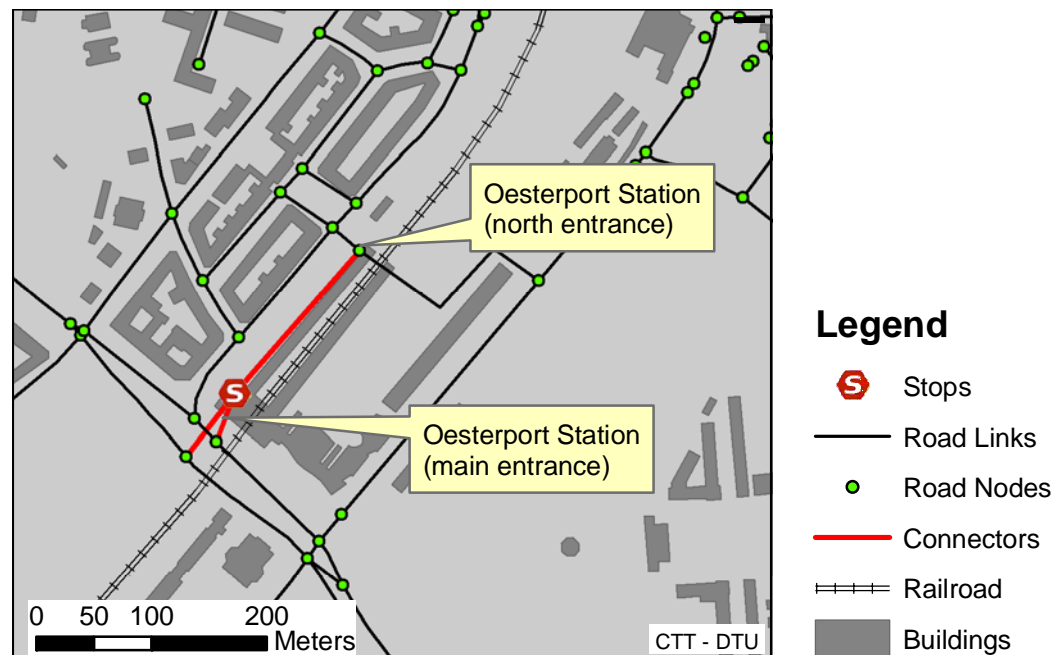 Oesterport Station
(north entrance)
Oesterport Station
(main entrance)
S
0 50 100 200
Meters
CTT - DTU
Legend
S Stops
Road Links
Road Nodes
Connectors
Railroad
Buildings